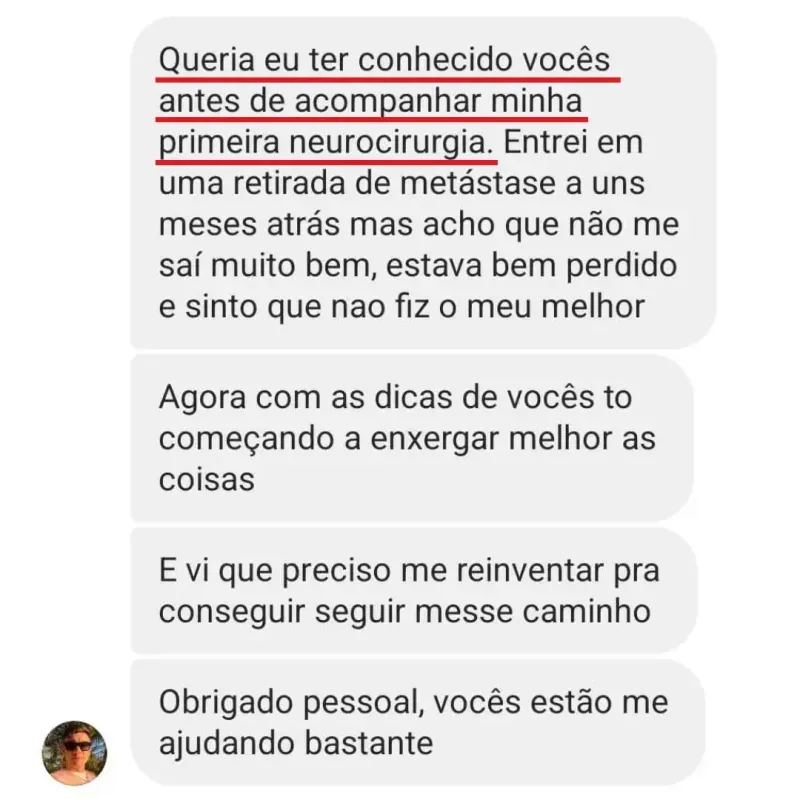 Queria eu ter conhecido vocês
antes de acompanhar minha
primeira neurocirurgia. Entrei em
uma retirada de metástase a uns
meses atrás mas acho que não me
saí muito bem, estava bem perdido
e sinto que nao fiz o meu melhor
Agora com as dicas de vocês to
começando a enxergar melhor as
coisas
E vi que preciso me reinventar pra
conseguir seguir messe caminho
Obrigado pessoal, vocês estão me
ajudando bastante